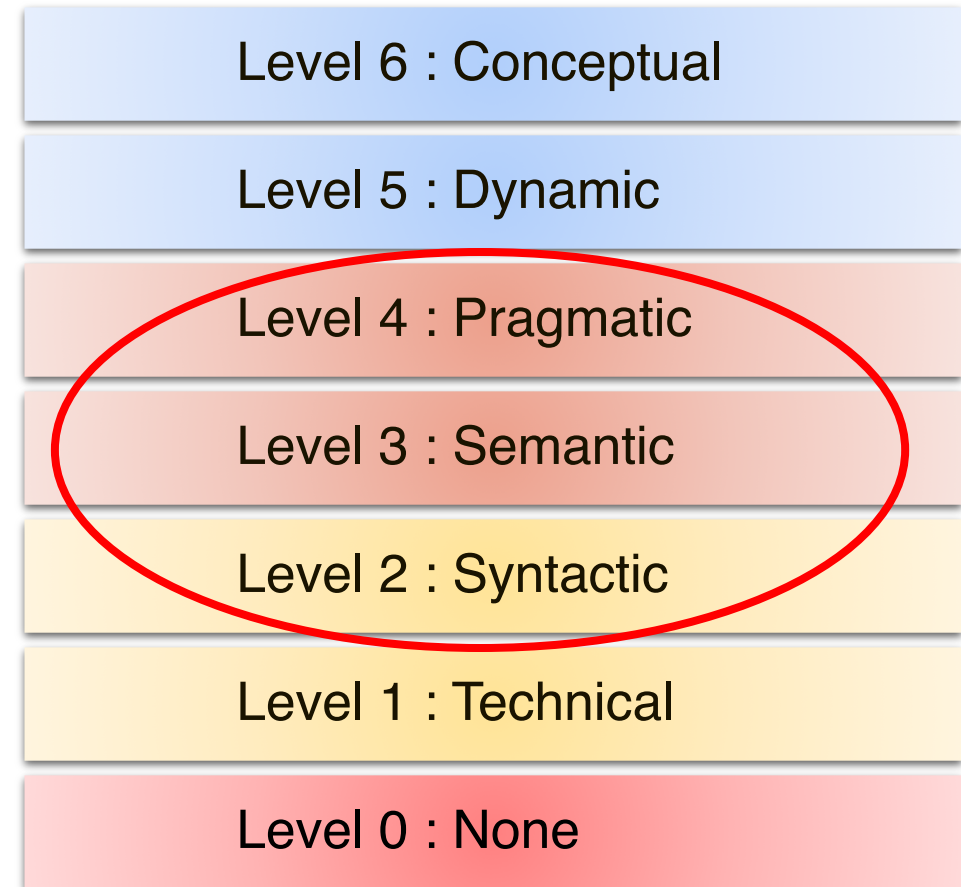 Level 6 : Conceptual
Level 5 : Dynamic
Level 4 : Pragmatic
Level 3 : Semantic
Level 2 : Syntactic
Level 1 : Technical
Level 0 : None